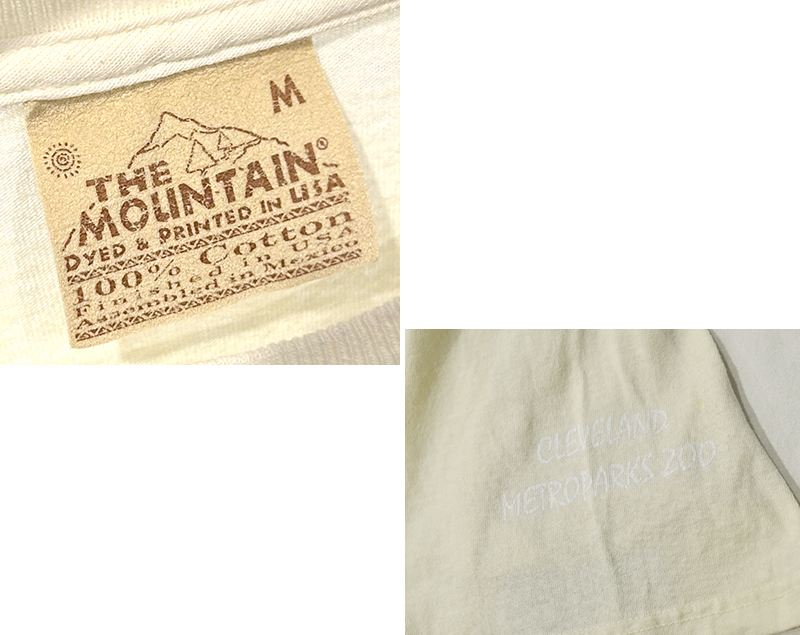 M
THE
MOUNTAIN®
DYED & PRINTED IN USA
100% Cotton
Finished in USA
Assembled in Mexico
CLEVELAND
METROPARKS ZOO